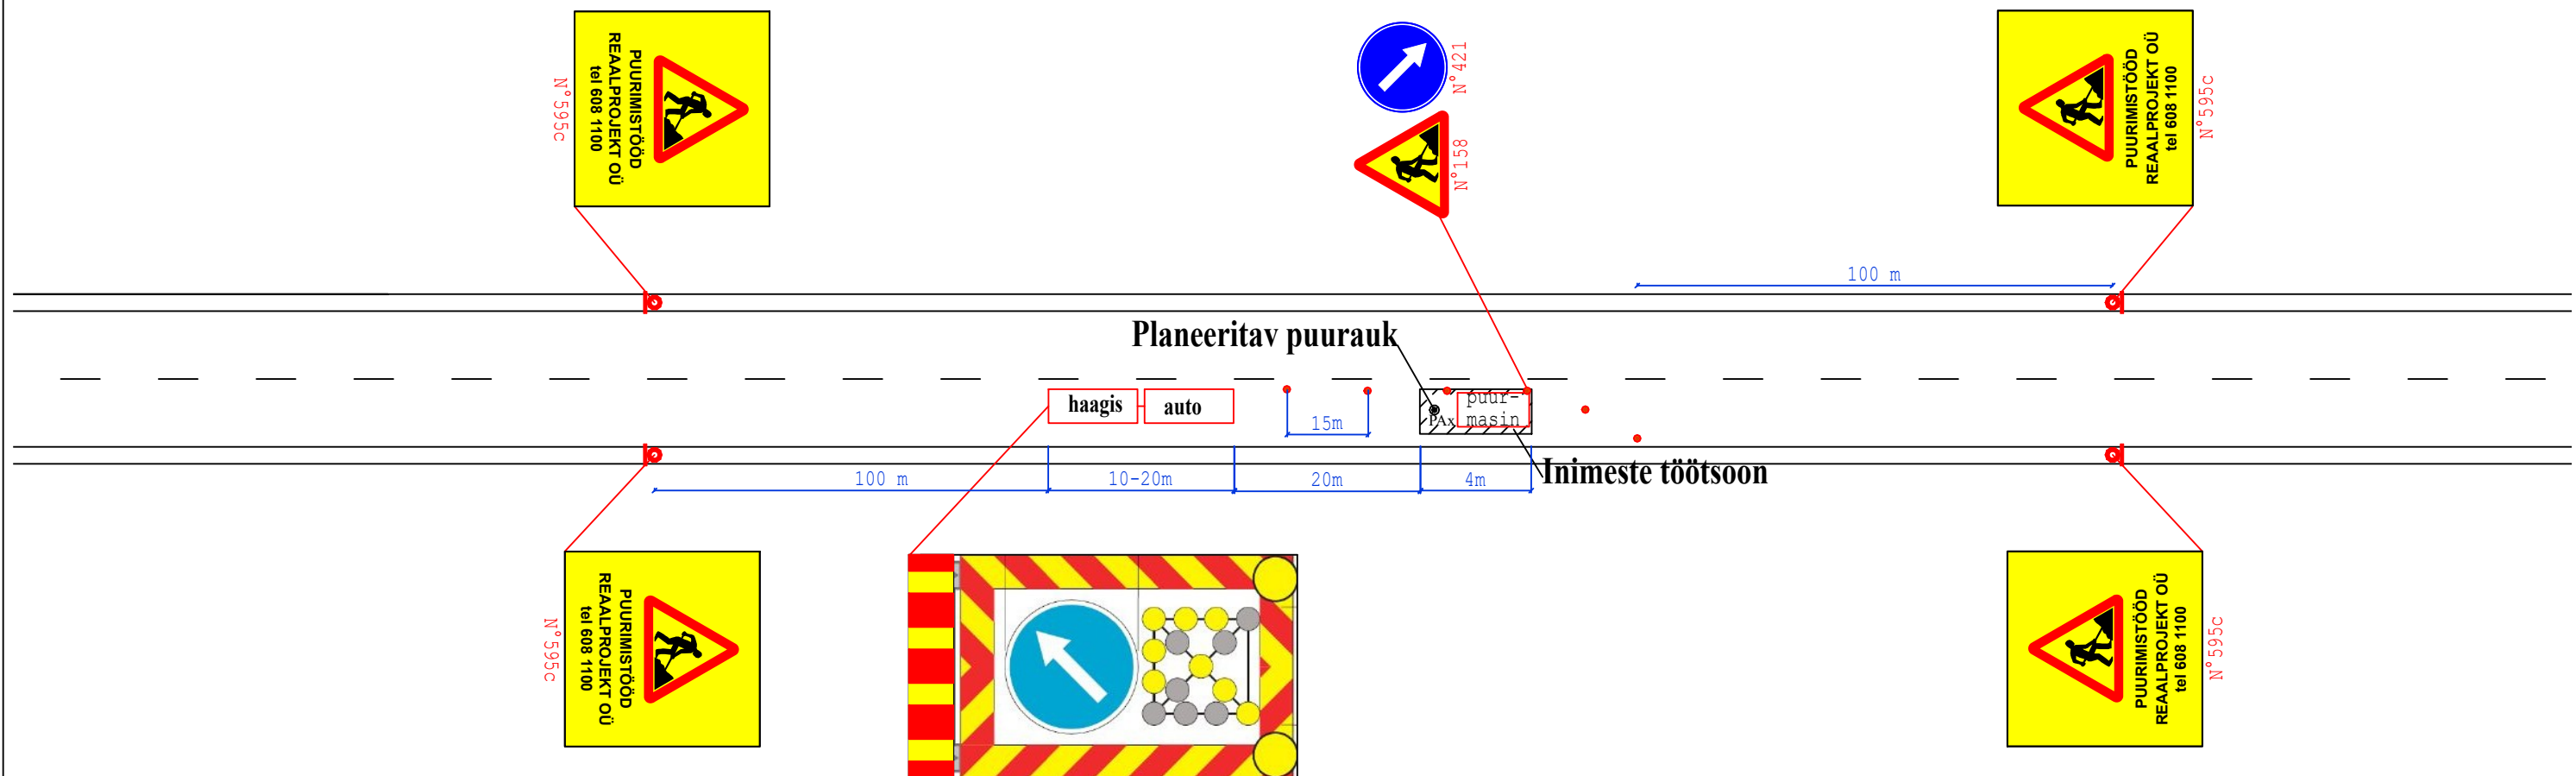 PUURIMISTÖÖD
REAALPROJEKT OÜ
tel 608 1100
N°595c
N°421
N°158
PUURIMISTÖÖD
REAALPROJEKT OÜ
tel 608 1100
N°595c
100 m
Planeeritav puurauk
haagis
auto
15m
puur-
masin
PAx
Inimeste töötsoon
100 m
10-20m
20m
4m
PUURIMISTÖÖD
REAALPROJEKT OÜ
tel 608 1100
N°595c
PUURIMISTÖÖD
REAALPROJEKT OÜ
tel 608 1100
N°595c